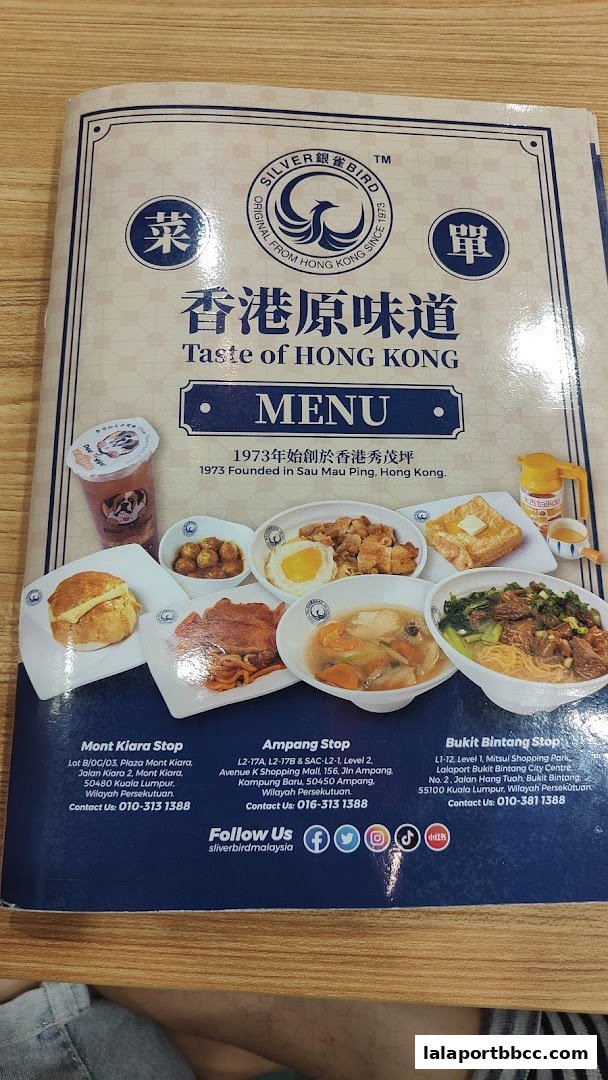 SILVER 銀雀 BIRD
TM
ORIGINAL FROM HONG KONG SINCE 1973
菜
單
香港原味道
Taste of HONG KONG
MENU
1973年始創於香港秀茂坪
1973 Founded in Sau Mau Ping, Hong Kong.
Mont Kiara Stop
Lot B/0G/03, Plaza Mont Kiara,
Jalan Kiara 2, Mont Kiara,
50480 Kuala Lumpur,
Wilayah Persekutuan.
Contact Us: 010-313 1388
Ampang Stop
L2-17A, L2-17B & SAC-L2-1, Level 2,
Avenue K Shopping Mall, 156, Jln Ampang,
Kampung Baru, 50450 Ampang,
Wilayah Persekutuan.
Contact Us: 016-313 1388
Bukit Bintang Stop
L1-12, Level 1, Mitsui Shopping Park,
Lalaport Bukit Bintang City Centre,
No. 2, Jalan Hang Tuah, Bukit Bintang,
55100 Kuala Lumpur, Wilayah Persekutuan.
Contact Us: 010-381 1388
Follow Us
sliverbirdmalaysia
小红书
lalaportbbcc.com